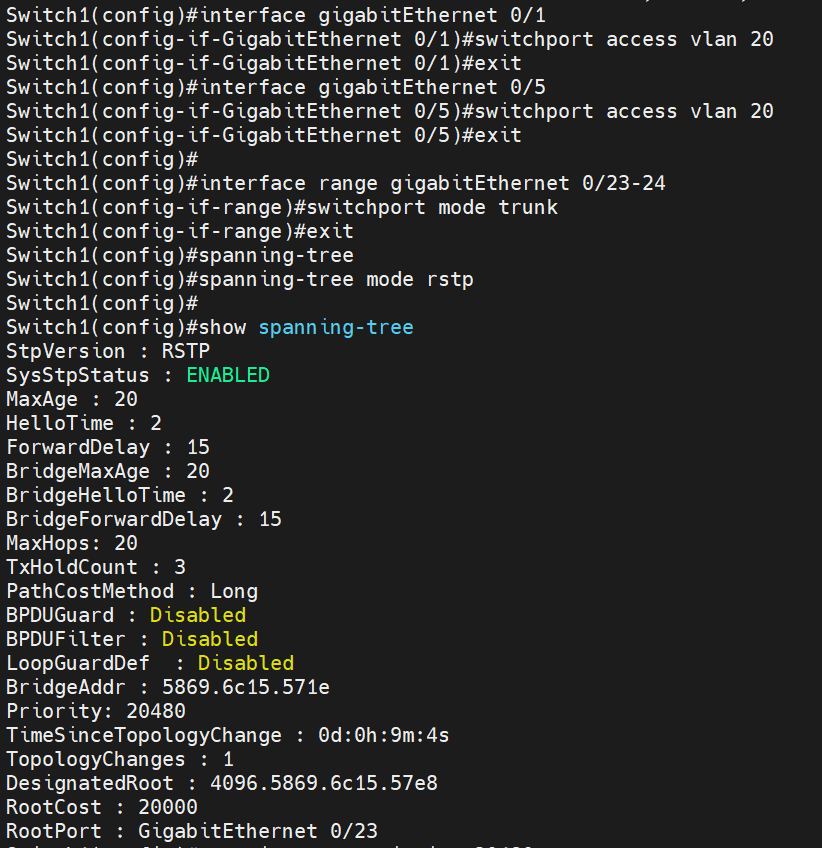 Switch1(config)#interface gigabitEthernet 0/1
Switch1(config-if-GigabitEthernet 0/1)#switchport access vlan 20
Switch1(config-if-GigabitEthernet 0/1)#exit
Switch1(config)#interface gigabitEthernet 0/5
Switch1(config-if-GigabitEthernet 0/5)#switchport access vlan 20
Switch1(config-if-GigabitEthernet 0/5)#exit
Switch1(config)#
Switch1(config)#interface range gigabitEthernet 0/23-24
Switch1(config-if-range)#switchport mode trunk
Switch1(config-if-range)#exit
Switch1(config)#spanning-tree
Switch1(config)#spanning-tree mode rstp
Switch1(config)#
Switch1(config)#show spanning-tree
StpVersion : RSTP
SysStpStatus : ENABLED
MaxAge : 20
HelloTime : 2
ForwardDelay : 15
BridgeMaxAge : 20
BridgeHelloTime : 2
BridgeForwardDelay : 15
MaxHops: 20
TxHoldCount : 3
PathCostMethod : Long
BPDUGuard : Disabled
BPDUFilter : Disabled
LoopGuardDef  : Disabled
BridgeAddr : 5869.6c15.571e
Priority: 20480
TimeSinceTopologyChange : 0d:0h:9m:4s
TopologyChanges : 1
DesignatedRoot : 4096.5869.6c15.57e8
RootCost : 20000
RootPort : GigabitEthernet 0/23